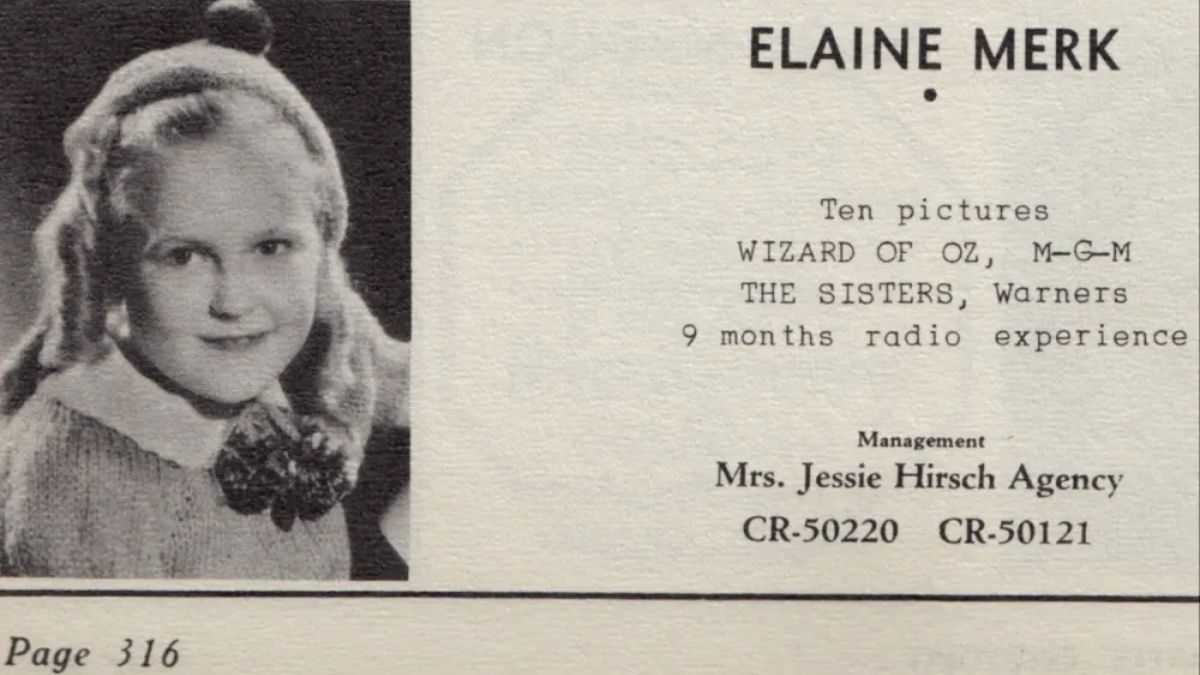 ELAINE MERK
•
Ten pictures
WIZARD OF OZ, M-G-M
THE SISTERS, Warners
9 months radio experience
Management
Mrs. Jessie Hirsch Agency
CR-50220 CR-50121
Page 316